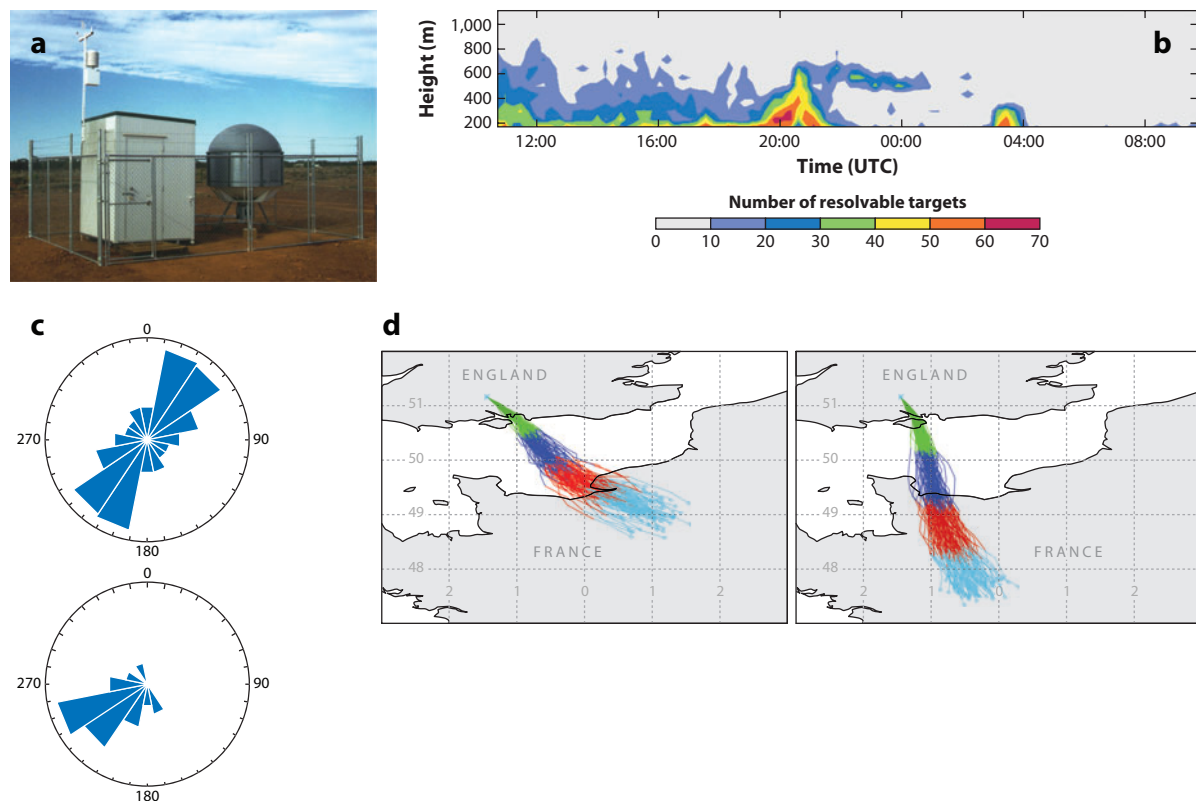 a
b
Height (m)
1,000
800
600
400
200
12:00 16:00 20:00 00:00 04:00 08:00
Time (UTC)
Number of resolvable targets
0 10 20 30 40 50 60 70
c
0
270 90
180
0
270 90
180
d
ENGLAND
51
50
49
FRANCE
48
2 1 0 1 2
ENGLAND
51
50
49
FRANCE
48
2 1 0 1 2